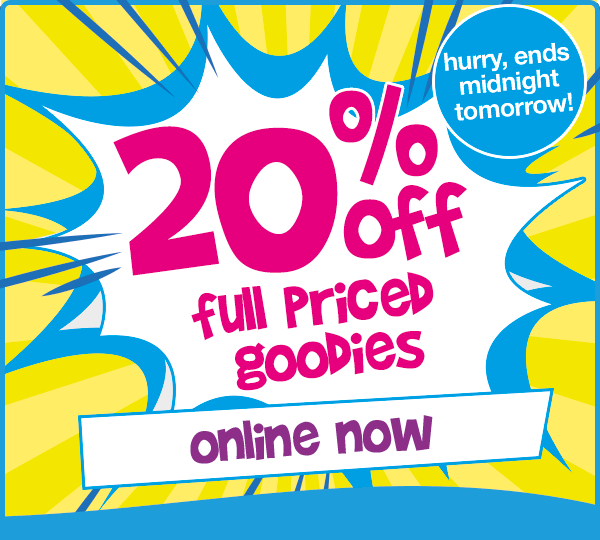 hurry, ends
midnight
tomorrow!
20% off
full priced
goodies
online now